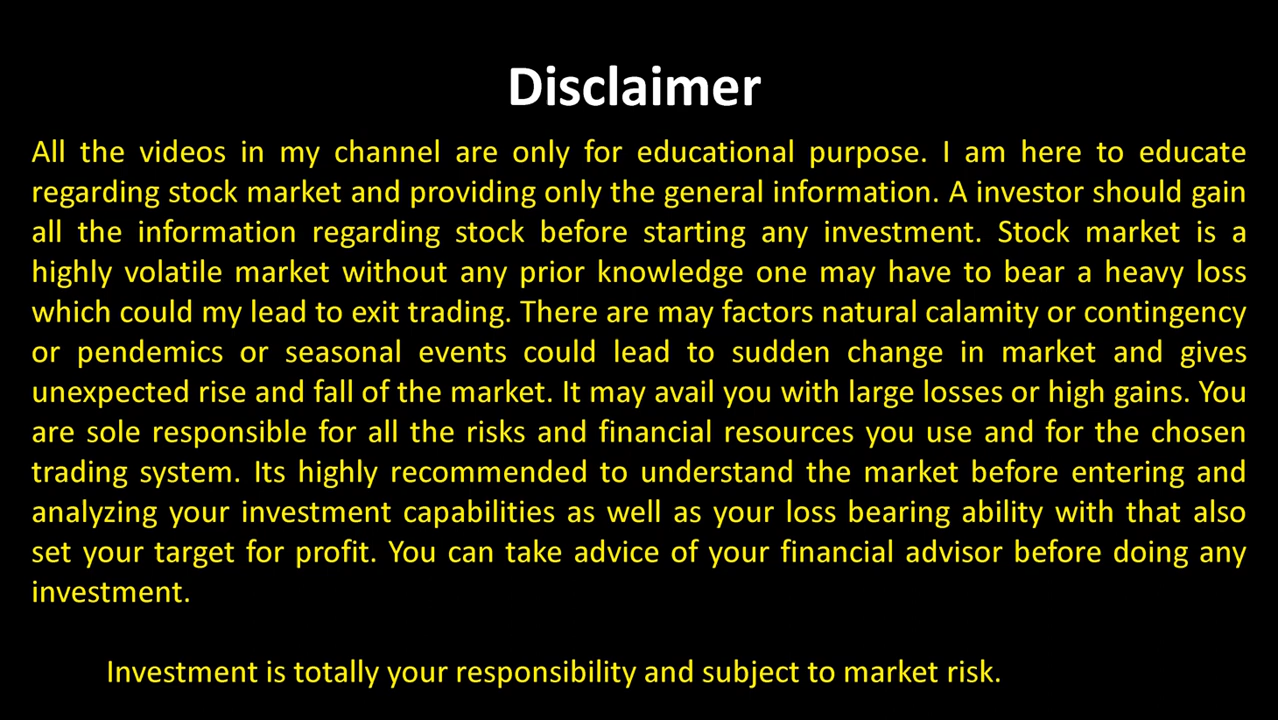 Disclaimer
All the videos in my channel are only for educational purpose. I am here to educate
regarding stock market and providing only the general information. A investor should gain
all the information regarding stock before starting any investment. Stock market is a
highly volatile market without any prior knowledge one may have to bear a heavy loss
which could my lead to exit trading. There are may factors natural calamity or contingency
or pendemics or seasonal events could lead to sudden change in market and gives
unexpected rise and fall of the market. It may avail you with large losses or high gains. You
are sole responsible for all the risks and financial resources you use and for the chosen
trading system. Its highly recommended to understand the market before entering and
analyzing your investment capabilities as well as your loss bearing ability with that also
set your target for profit. You can take advice of your financial advisor before doing any
investment.
Investment is totally your responsibility and subject to market risk.